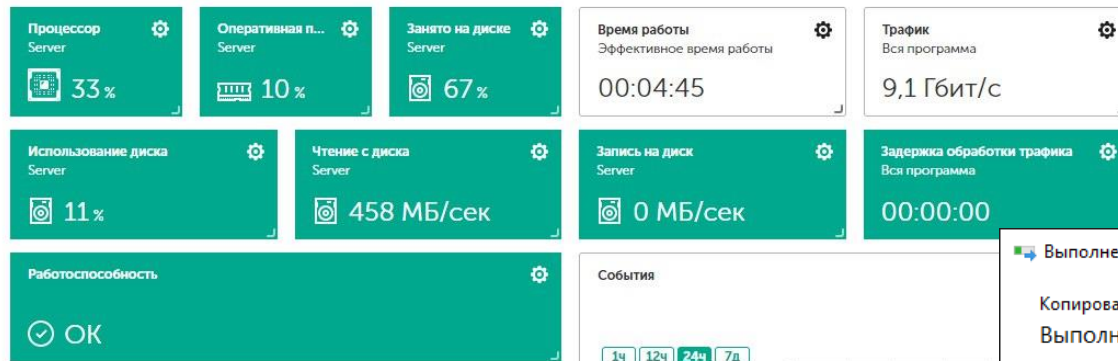 Процессор
Server
33 %
Оперативная п...
Server
10 %
Занято на диске
Server
67 %
Время работы
Эффективное время работы
00:04:45
Трафик
Вся программа
9,1 Гбит/с
Использование диска
Server
11 %
Чтение с диска
Server
458 МБ/сек
Запись на диск
Server
0 МБ/сек
Задержка обработки трафика
Вся программа
00:00:00
Работоспособность
ОК
События
1ч 12ч 24ч 7д
Выполне
Копирова
Выполн